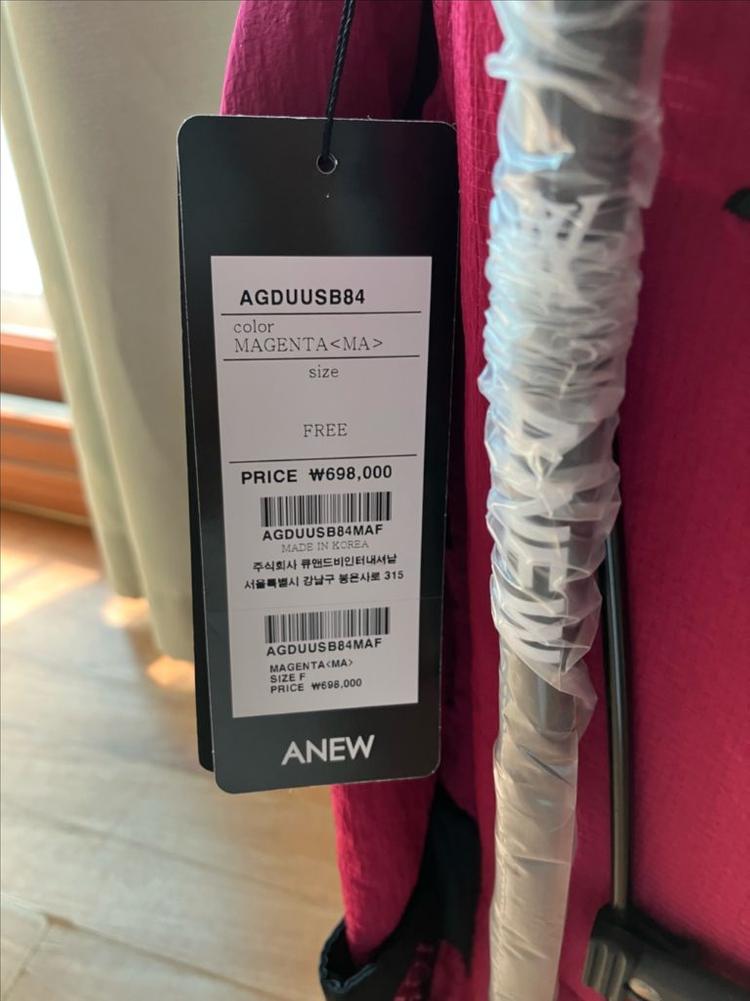 AGDUUSB84
color
MAGENTA<MA>
size
FREE
PRICE ₩698,000
AGDUUSB84MAF
MADE IN KOREA
주식회사 큐앤드비인터내셔날
서울특별시 강남구 봉은사로 315
AGDUUSB84MAF
MAGENTA<MA>
SIZE F
PRICE ₩698,000
ANEW
ANEW